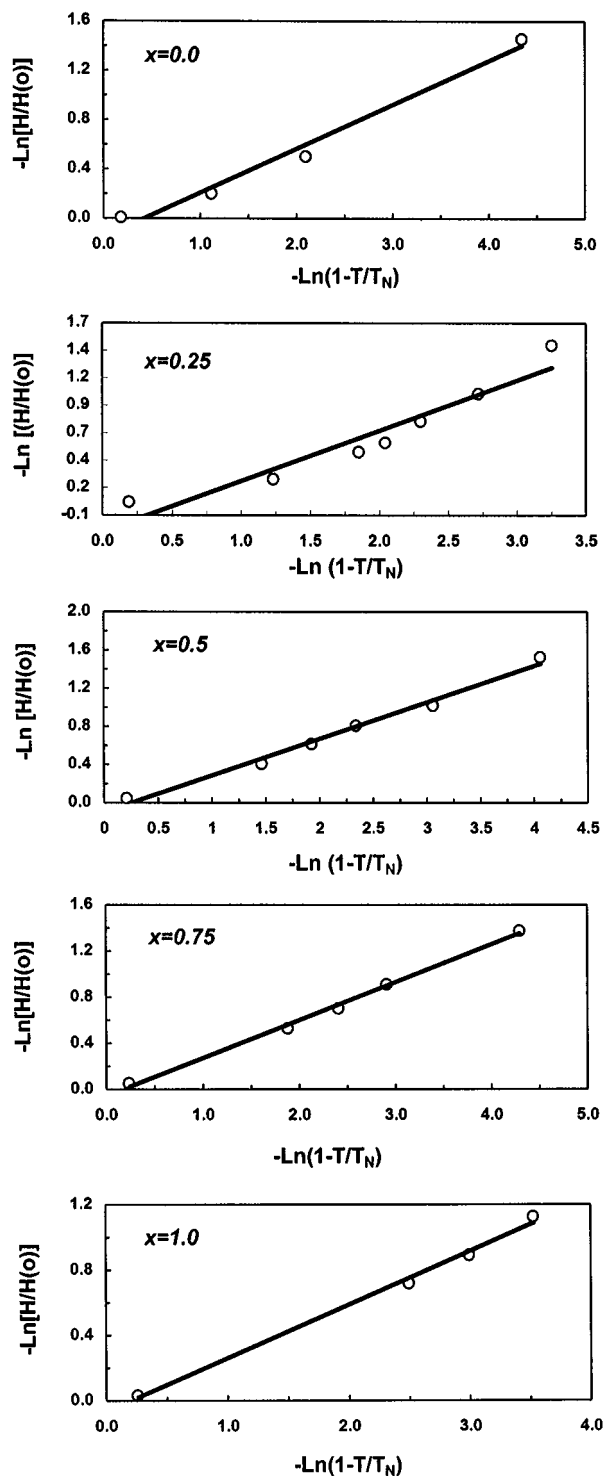 -Ln[H/H(o)]
1.6
1.2
0.8
0.4
0.0
x=0.0
0.0 1.0 2.0 3.0 4.0 5.0
-Ln(1-T/TN)
-Ln [(H/H(o)]
1.7
1.4
1.2
0.9
0.7
0.4
0.2
-0.1
x=0.25
0.0 0.5 1.0 1.5 2.0 2.5 3.0 3.5
-Ln (1-T/TN)
-Ln [H/H(o)]
2.0
1.6
1.2
0.8
0.4
0.0
x=0.5
0 0.5 1 1.5 2 2.5 3 3.5 4 4.5
-Ln (1-T/TN)
-Ln[H/H(o)]
1.6
1.2
0.8
0.4
0.0
x=0.75
0.0 1.0 2.0 3.0 4.0 5.0
-Ln(1-T/TN)
-Ln[H/H(o)]
1.2
0.8
0.4
0.0
x=1.0
0.0 1.0 2.0 3.0 4.0
-Ln(1-T/TN)